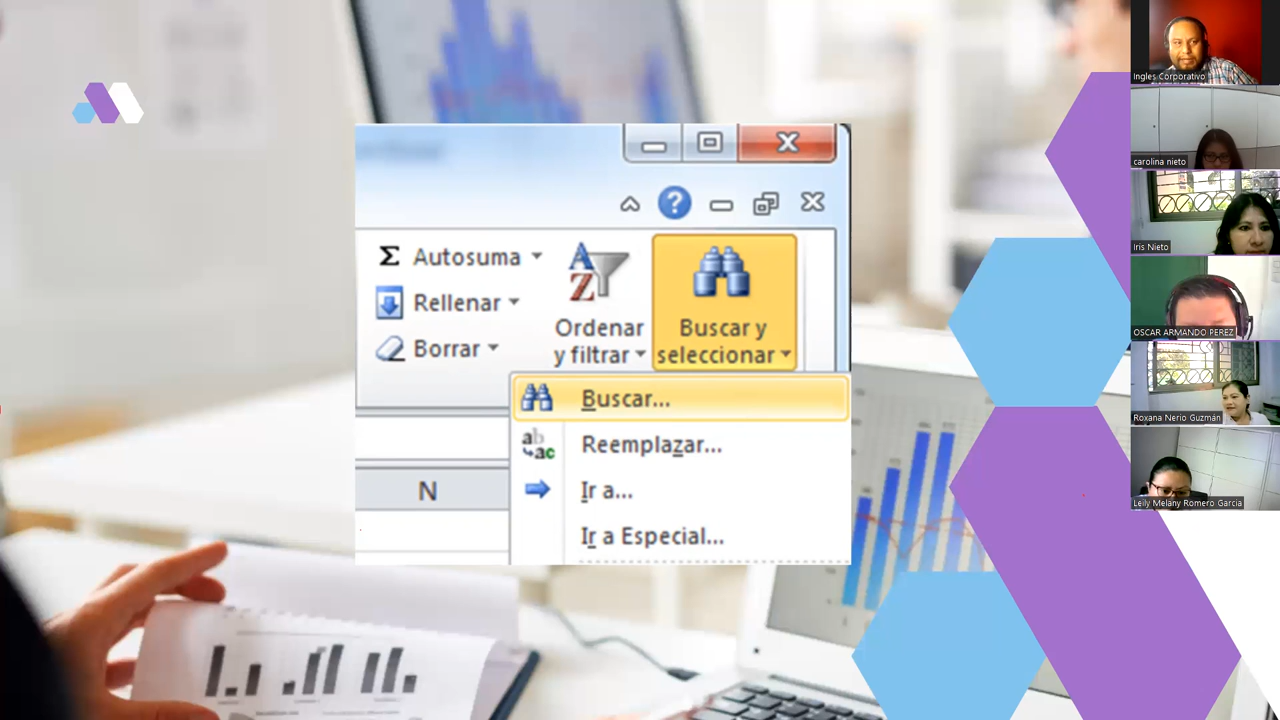 Autosuma
Rellenar
Borrar
Ordenar
y filtrar
Buscar y
seleccionar
Buscar...
Reemplazar...
Ir a...
Ir a Especial...
N
Ingles Corporativo
carolina nieto
Iris Nieto
OSCAR ARMANDO PEREZ
Roxana Nerio Guzmán
Leily Melany Romero Garcia